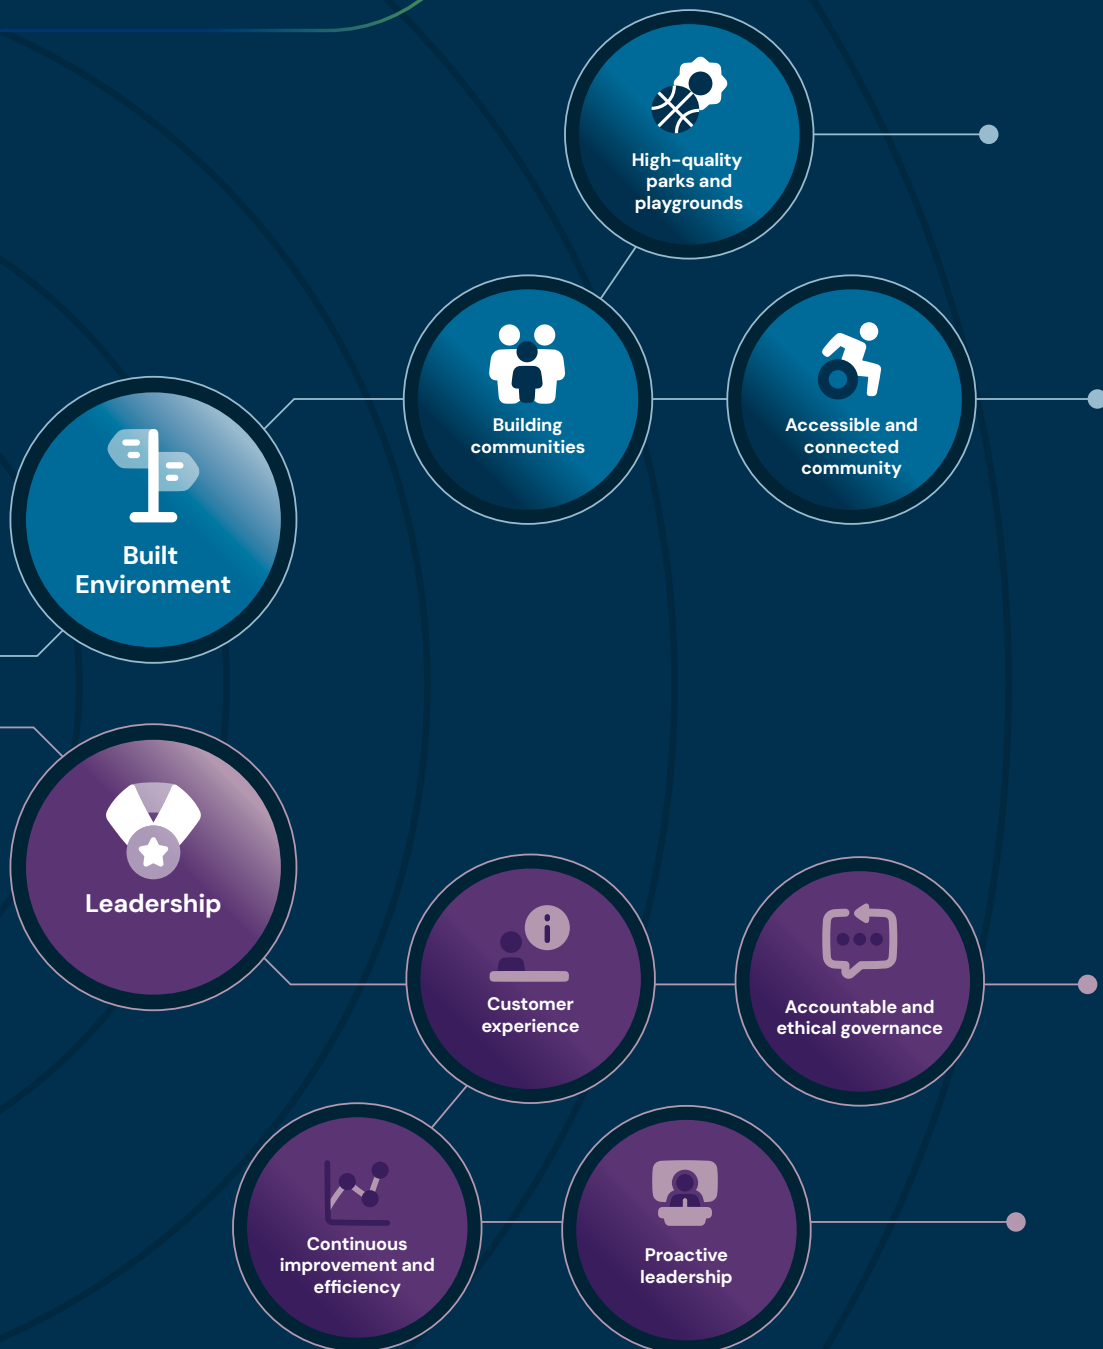 High-quality
parks and
playgrounds
Building
communities
Accessible and
connected
community
Built
Environment
Leadership
Customer
experience
Accountable and
ethical governance
Continuous
improvement and
efficiency
Proactive
leadership